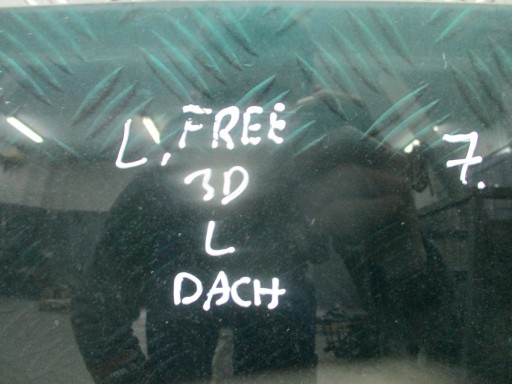 L, FREE 7.
3D
L
DACH